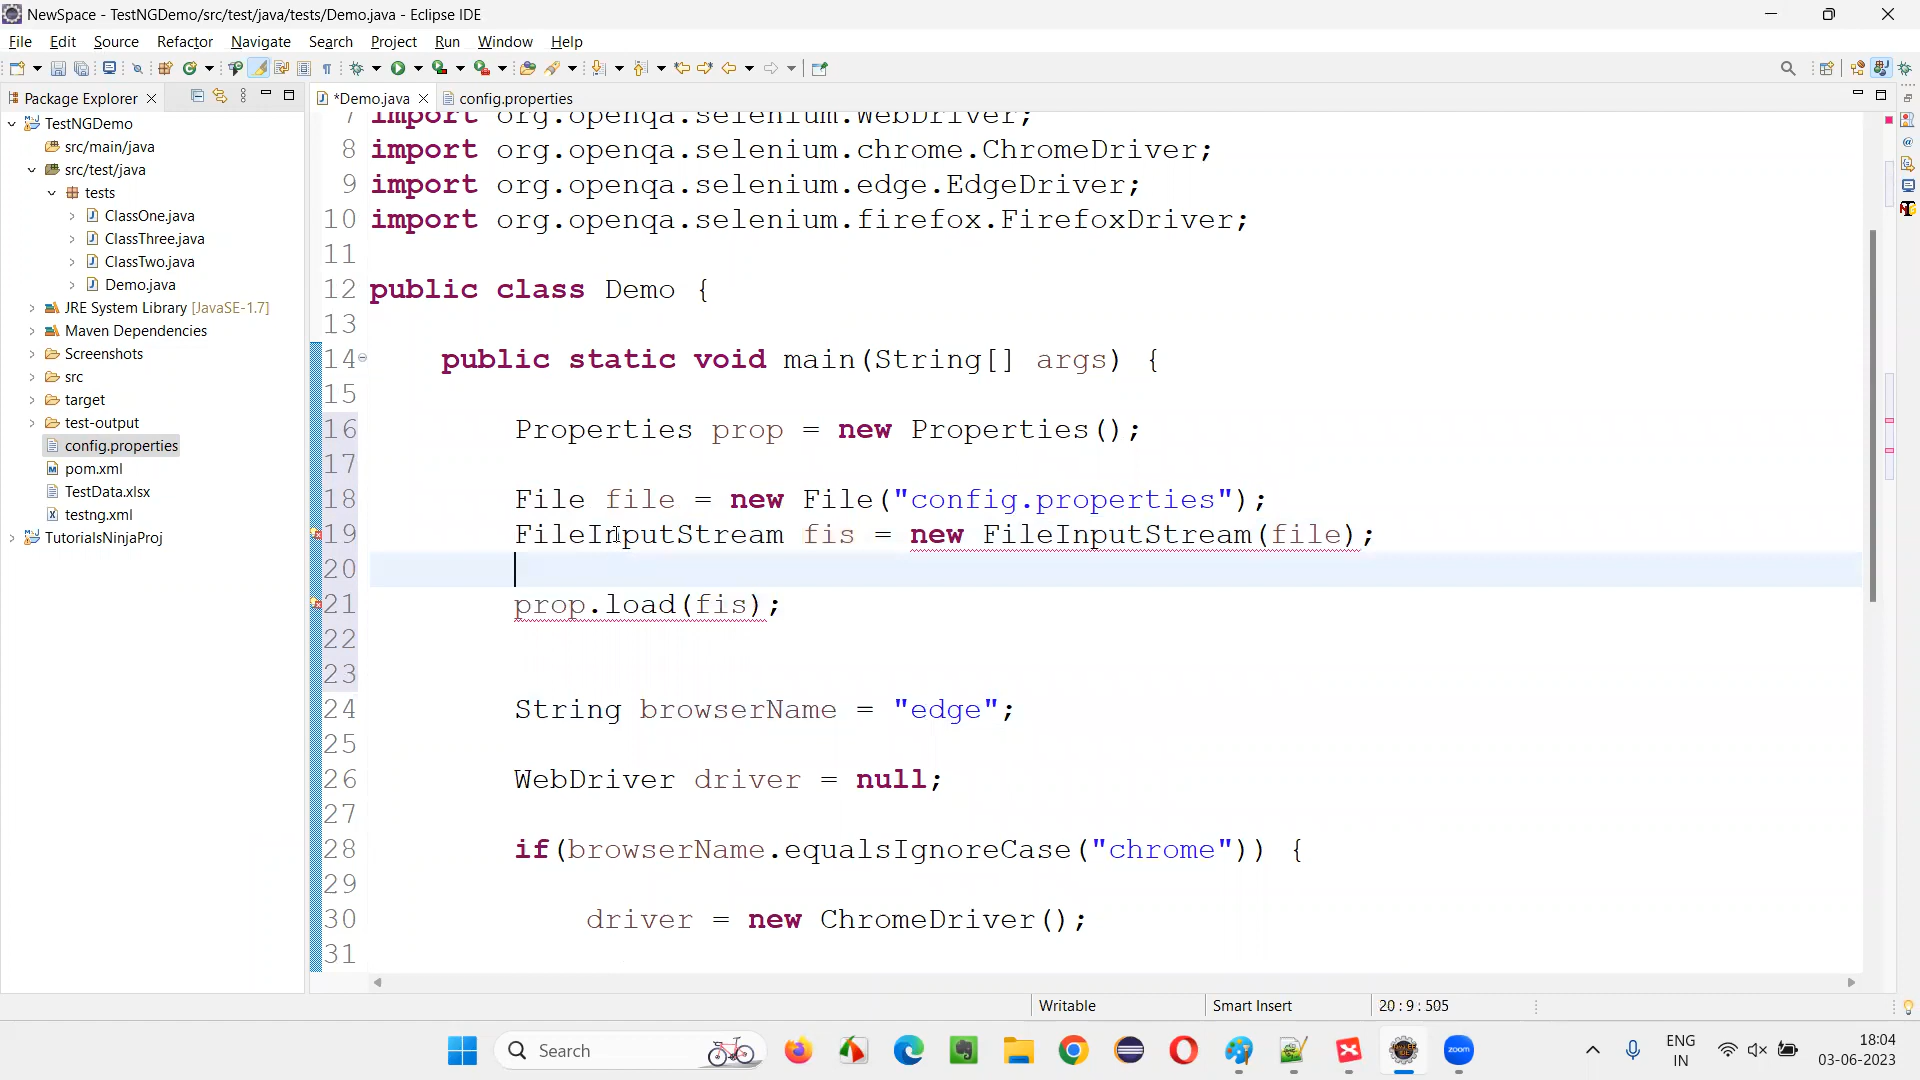 NewSpace - TestNGDemo/src/test/java/tests/Demo.java - Eclipse IDE
File Edit Source Refactor Navigate Search Project Run Window Help
Package Explorer
*Demo.java
config.properties
TestNGDemo
src/main/java
src/test/java
tests
ClassOne.java
ClassThree.java
ClassTwo.java
Demo.java
JRE System Library [JavaSE-1.7]
Maven Dependencies
Screenshots
src
target
test-output
config.properties
pom.xml
TestData.xlsx
testng.xml
TutorialsNinjaProj
7 import org.openqa.selenium.WebDriver;
8 import org.openqa.selenium.chrome.ChromeDriver;
9 import org.openqa.selenium.edge.EdgeDriver;
10 import org.openqa.selenium.firefox.FirefoxDriver;
11
12 public class Demo {
13
14 public static void main(String[] args) {
15
16 Properties prop = new Properties();
17
18 File file = new File("config.properties");
19 FileInputStream fis = new FileInputStream(file);
20
21 prop.load(fis);
22
23
24 String browserName = "edge";
25
26 WebDriver driver = null;
27
28 if(browserName.equalsIgnoreCase("chrome")) {
29
30 driver = new ChromeDriver();
31
Writable
Smart Insert
20 : 9 : 505
Search
zoom
ENG
IN
18:04
03-06-2023